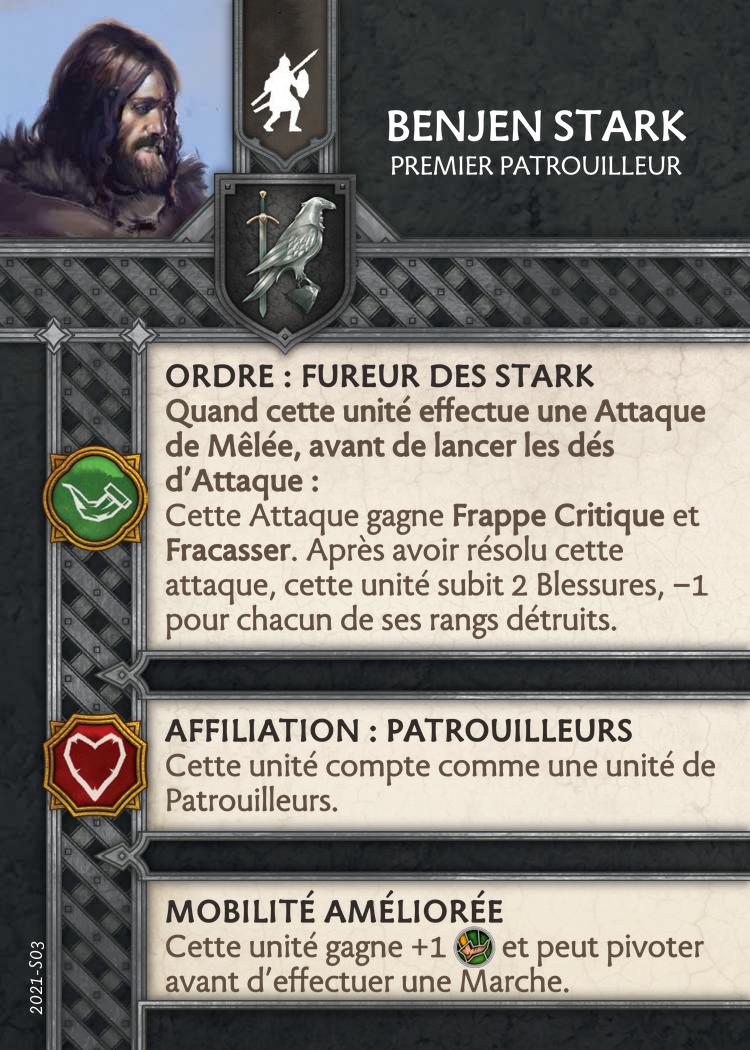 BENJEN STARK
PREMIER PATROUILLEUR
ORDRE : FUREUR DES STARK
Quand cette unité effectue une Attaque
de Mêlée, avant de lancer les dés
d'Attaque :
Cette Attaque gagne Frappe Critique et
Fracasser. Après avoir résolu cette
attaque, cette unité subit 2 Blessures, −1
pour chacun de ses rangs détruits.
AFFILIATION : PATROUILLEURS
Cette unité compte comme une unité de
Patrouilleurs.
MOBILITÉ AMÉLIORÉE
Cette unité gagne +1 et peut pivoter
avant d'effectuer une Marche.
2021-S03